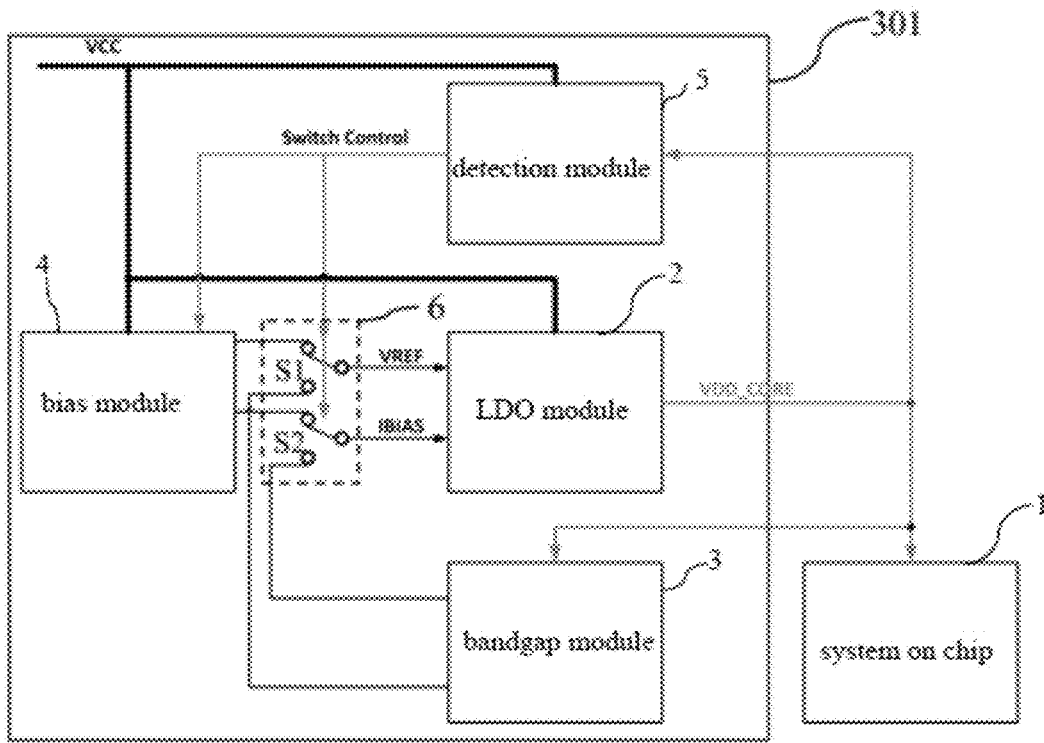 301
VCC
5
Switch Control
detection module
4
6
2
S1
VREF
bias module
LDO module
VDD_CORE
S2
IBIAS
1
3
bandgap module
system on chip